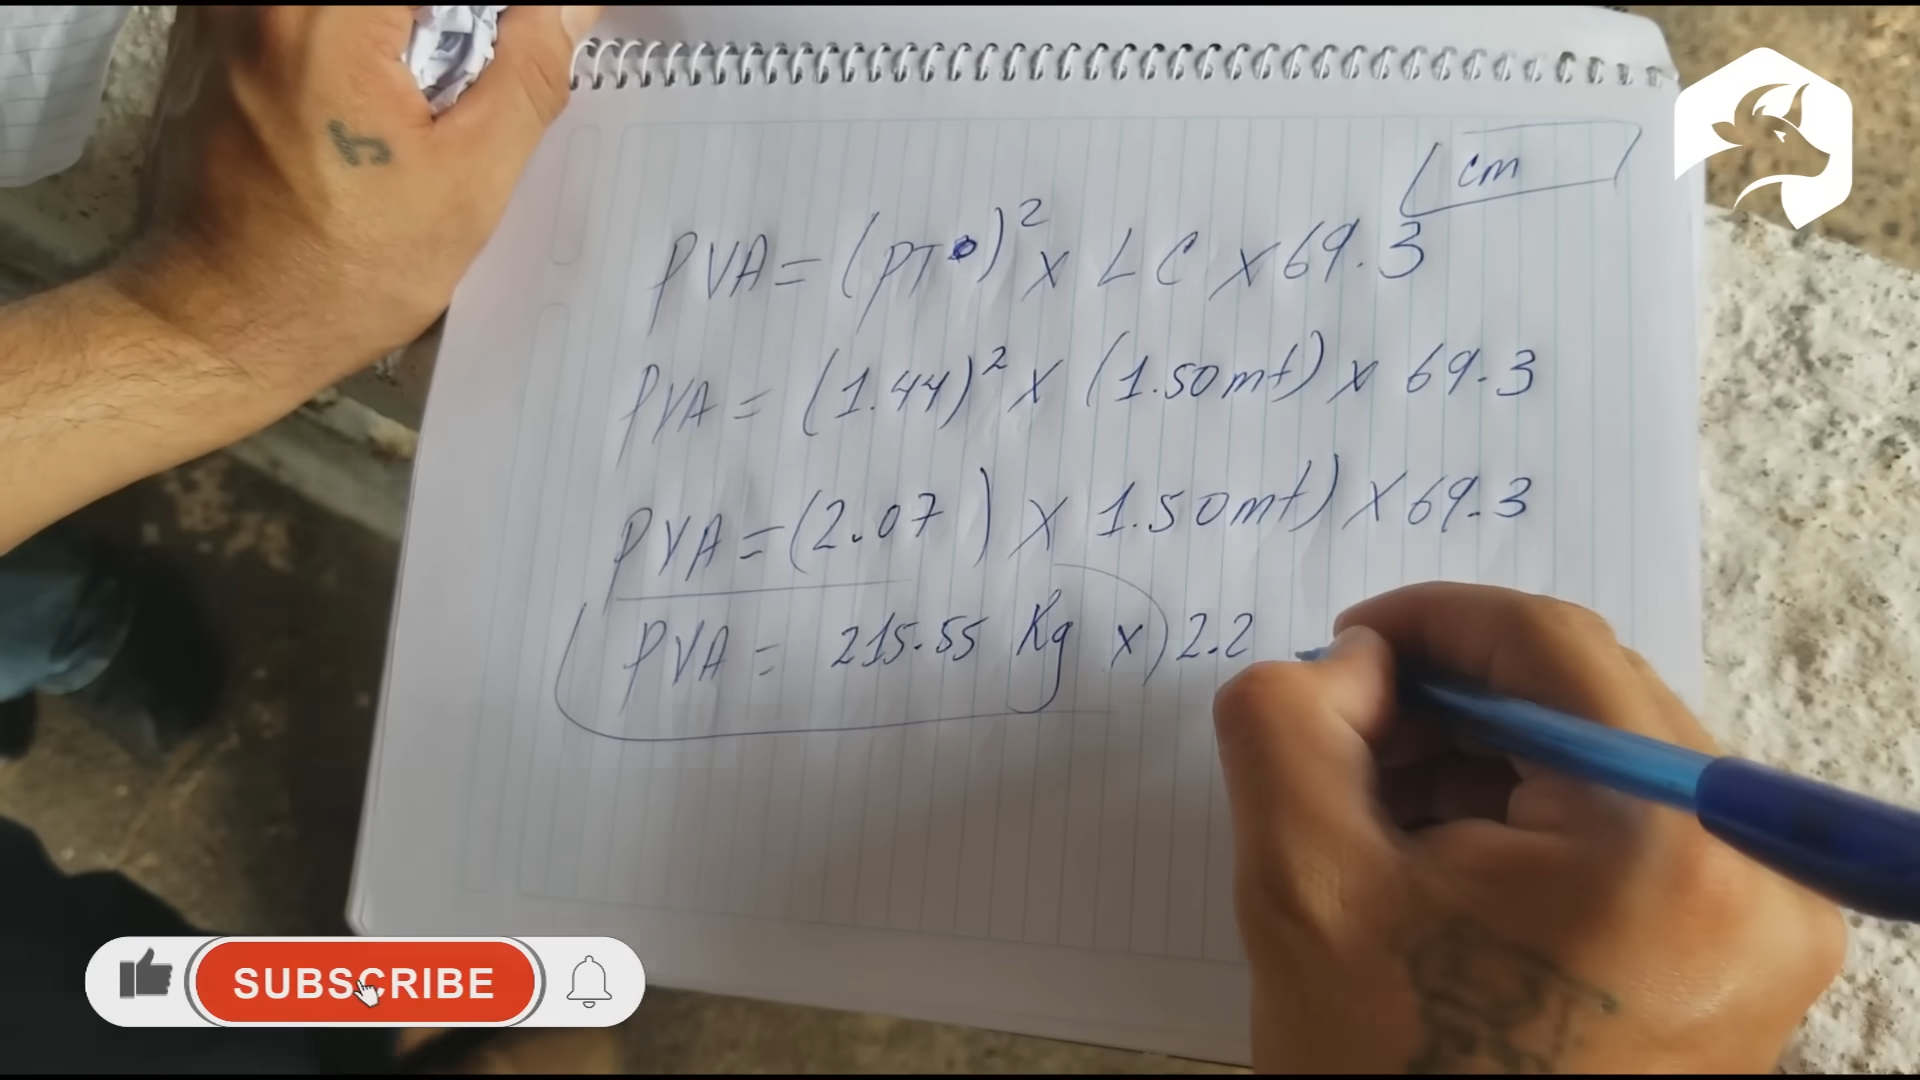 cm
PVA = (PT)² x LC x 69.3
PVA = (1.44)² x (1.50mt) x 69.3
PVA = (2.07) x 1.50mt) x 69.3
PVA = 215.55 Kg x) 2.2
SUBSCRIBE